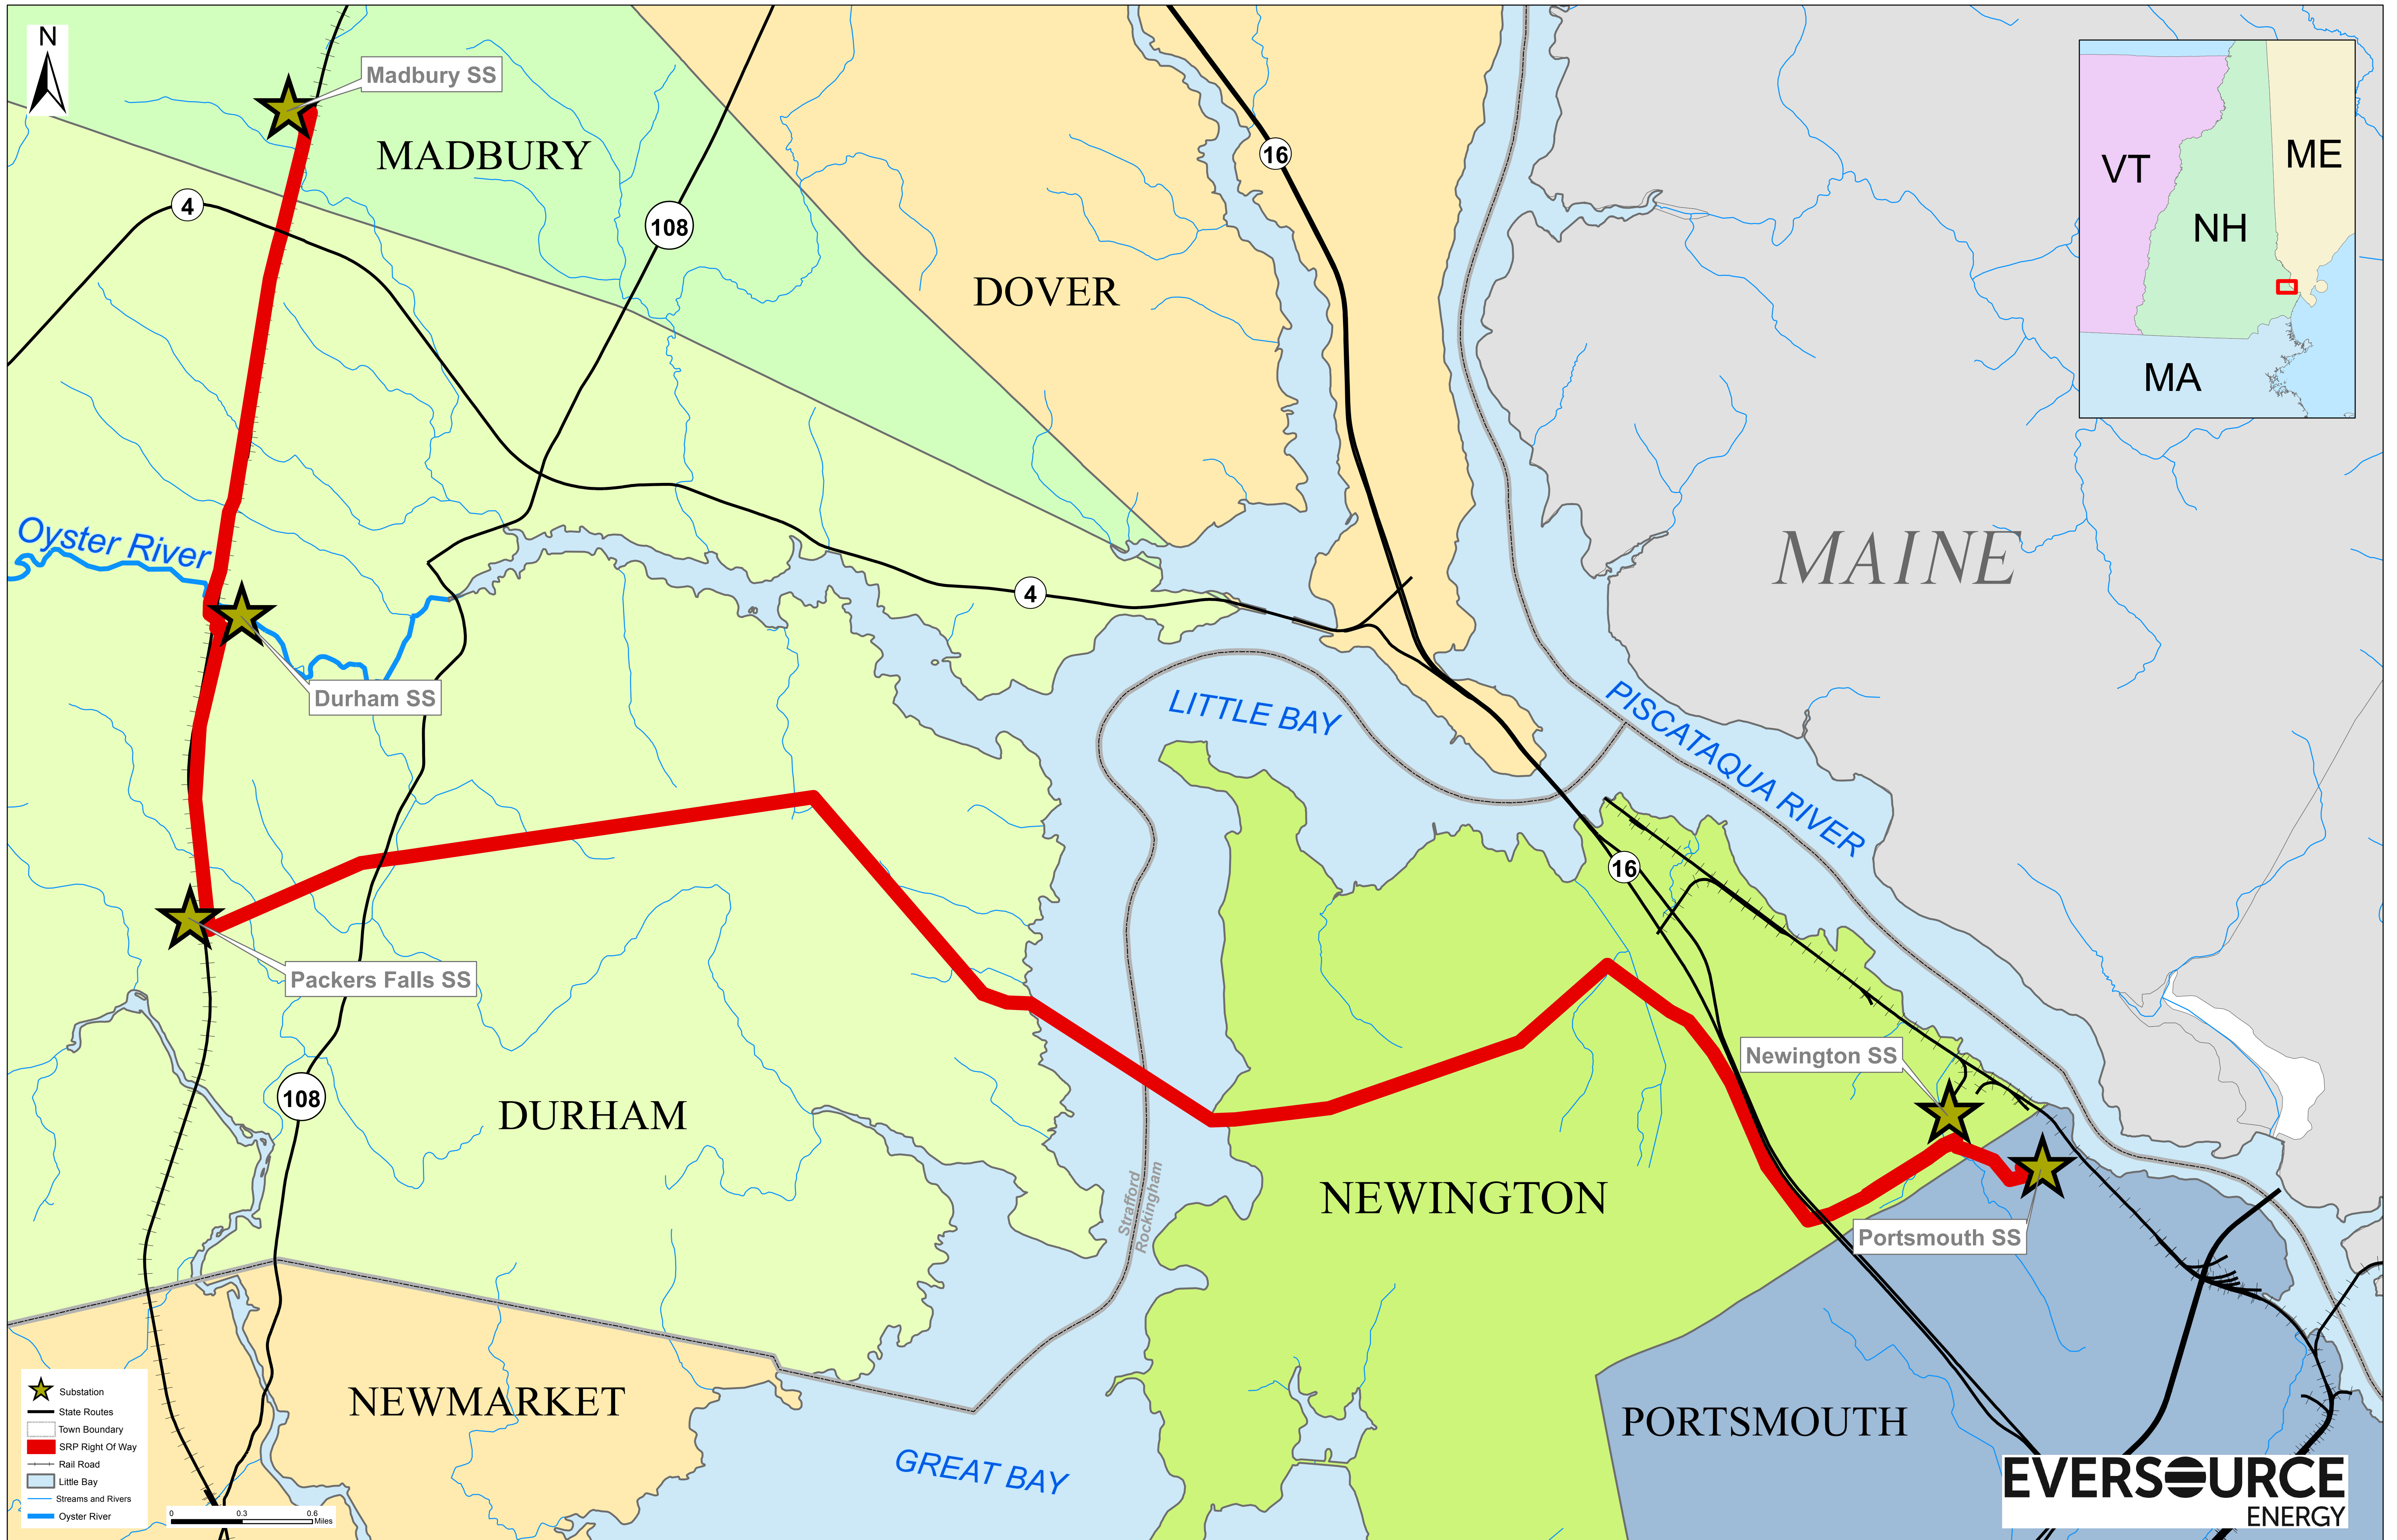 N
Madbury SS
MADBURY
4
108
16
DOVER
VT
NH
ME
MA
Oyster River
MAINE
4
Durham SS
LITTLE BAY
PISCATAQUA RIVER
16
Packers Falls SS
Newington SS
108
DURHAM
Strafford
Rockingham
NEWINGTON
Portsmouth SS
NEWMARKET
PORTSMOUTH
GREAT BAY
Substation
State Routes
Town Boundary
SRP Right Of Way
Rail Road
Little Bay
Streams and Rivers
Oyster River
0 0.3 0.6
Miles
EVERSOURCE
ENERGY